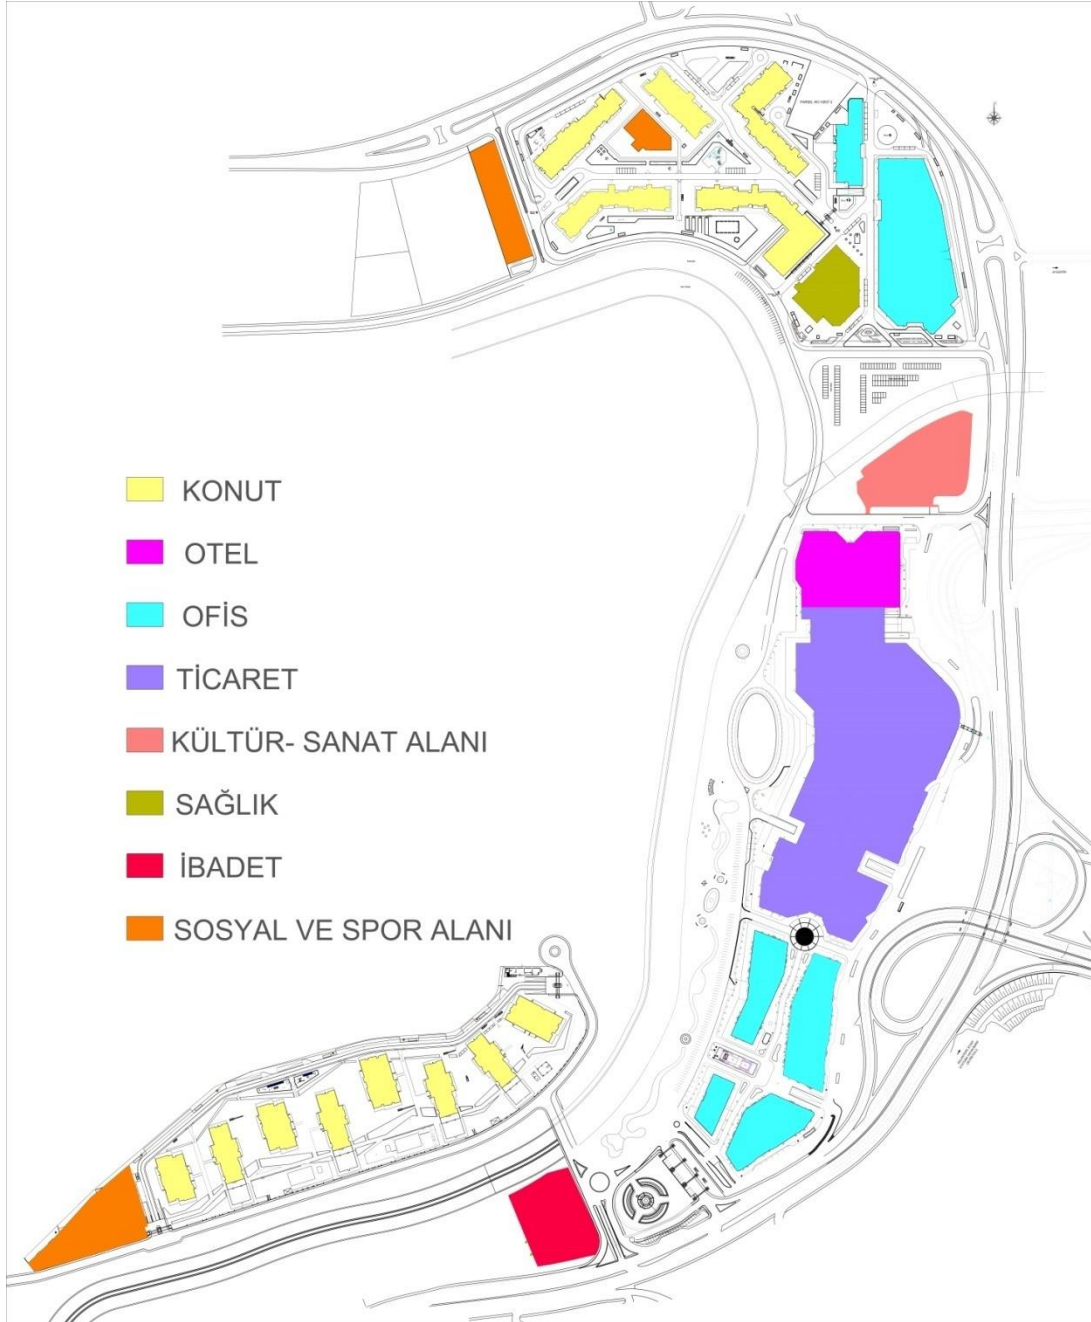 KONUT
OTEL
OFİS
TİCARET
KÜLTÜR- SANAT ALANI
SAĞLIK
İBADET
SOSYAL VE SPOR ALANI